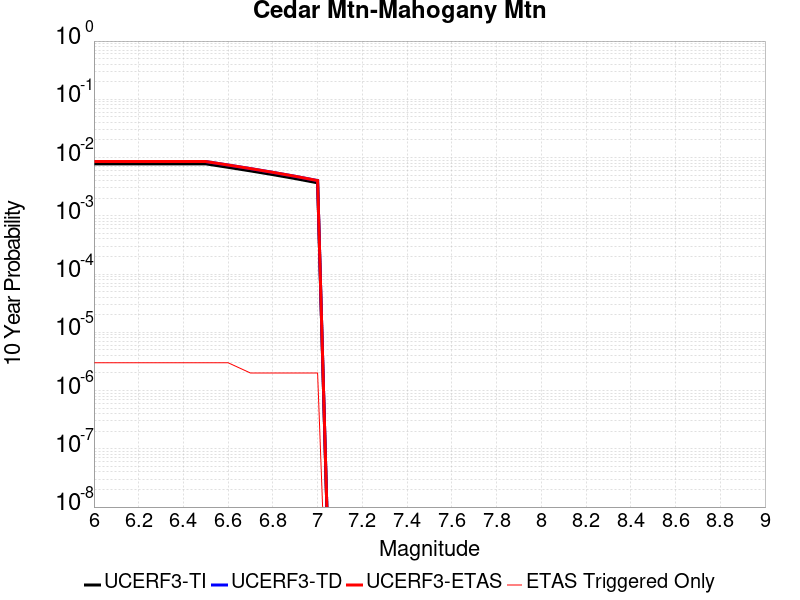 Cedar Mtn-Mahogany Mtn
10^0
10^-1
10^-2
10^-3
10^-4
10^-5
10^-6
10^-7
10^-8
10 Year Probability
6 6.2 6.4 6.6 6.8 7 7.2 7.4 7.6 7.8 8 8.2 8.4 8.6 8.8 9
Magnitude
UCERF3-TI UCERF3-TD UCERF3-ETAS ETAS Triggered Only